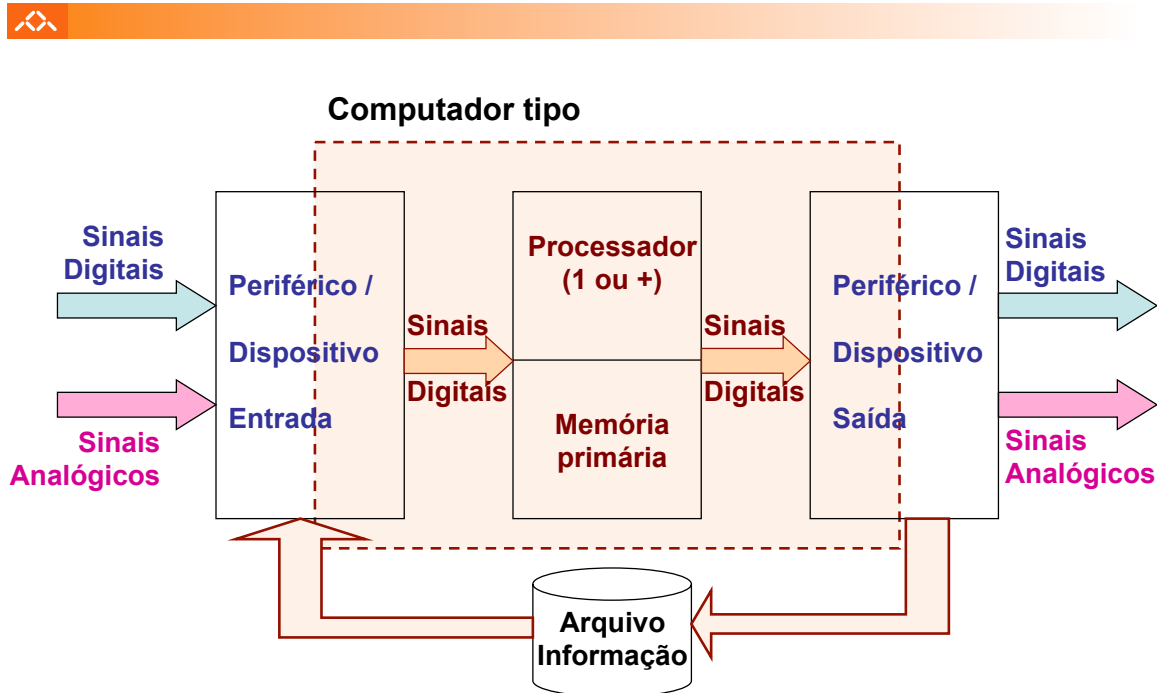 Computador tipo
Sinais
Digitais
Sinais
Analógicos
Periférico /
Dispositivo
Entrada
Sinais
Digitais
Processador
(1 ou +)
Memória
primária
Sinais
Digitais
Periférico /
Dispositivo
Saída
Sinais
Digitais
Sinais
Analógicos
Arquivo
Informação